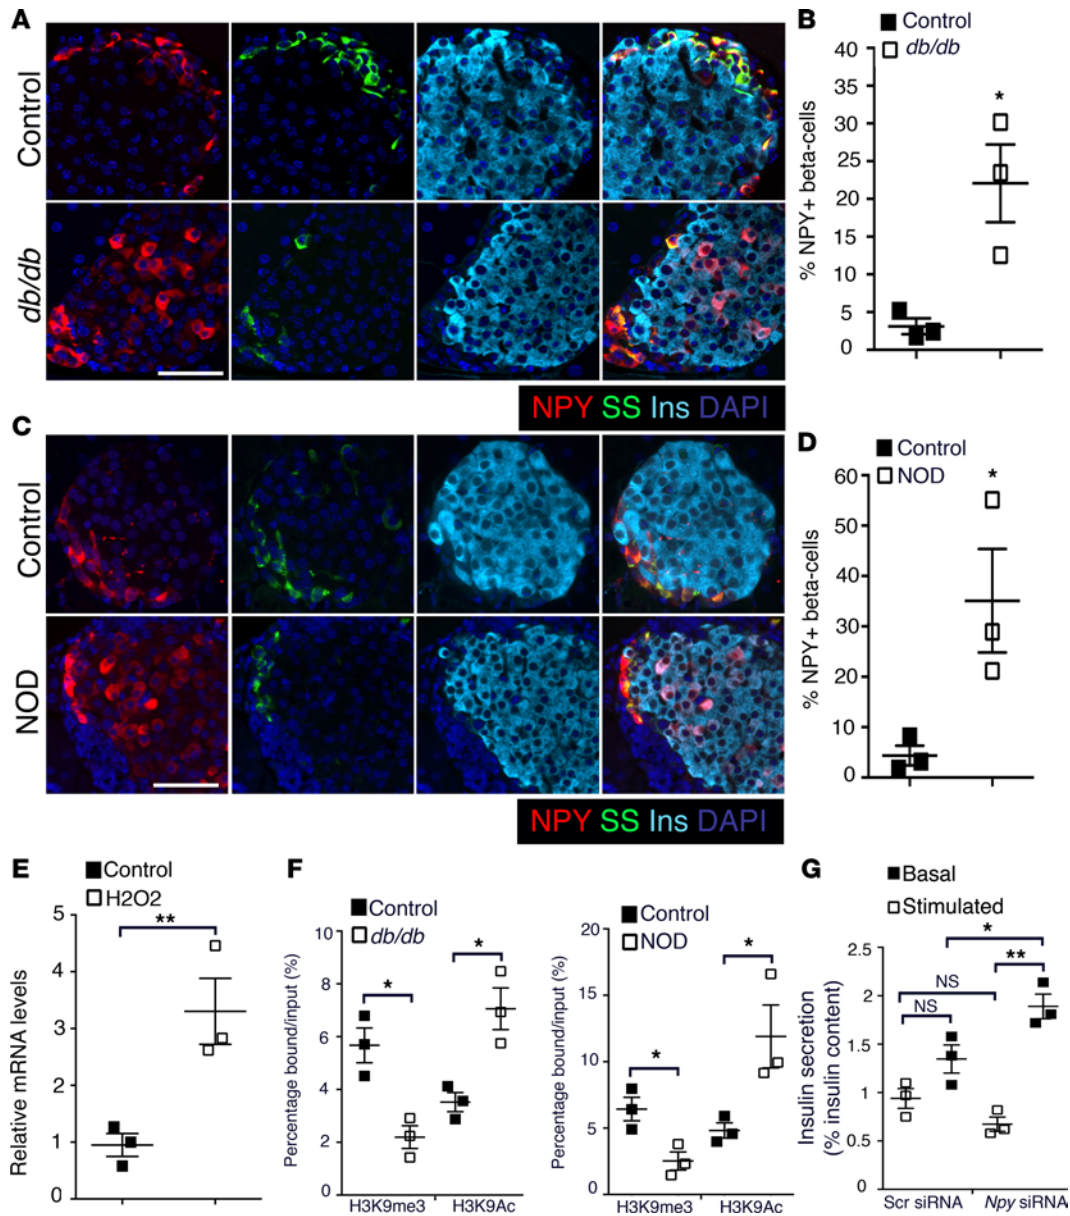 A
Control
db/db
NPY SS Ins DAPI
B
Control
db/db
% NPY+ beta-cells
40
35
30
25
20
15
10
5
0
*
C
Control
NOD
NPY SS Ins DAPI
D
Control
NOD
% NPY+ beta-cells
60
50
40
30
20
10
0
*
E
Control
H2O2
Relative mRNA levels
5
4
3
2
1
0
**
F
Control
db/db
Percentage bound/input (%)
10
8
6
4
2
0
*
*
H3K9me3 H3K9Ac
Control
NOD
Percentage bound/input (%)
20
15
10
5
0
*
*
H3K9me3 H3K9Ac
G
Basal
Stimulated
Insulin secretion
(% insulin content)
2.5
2
1.5
1
0.5
0
*
**
NS
NS
Scr siRNA Npy siRNA